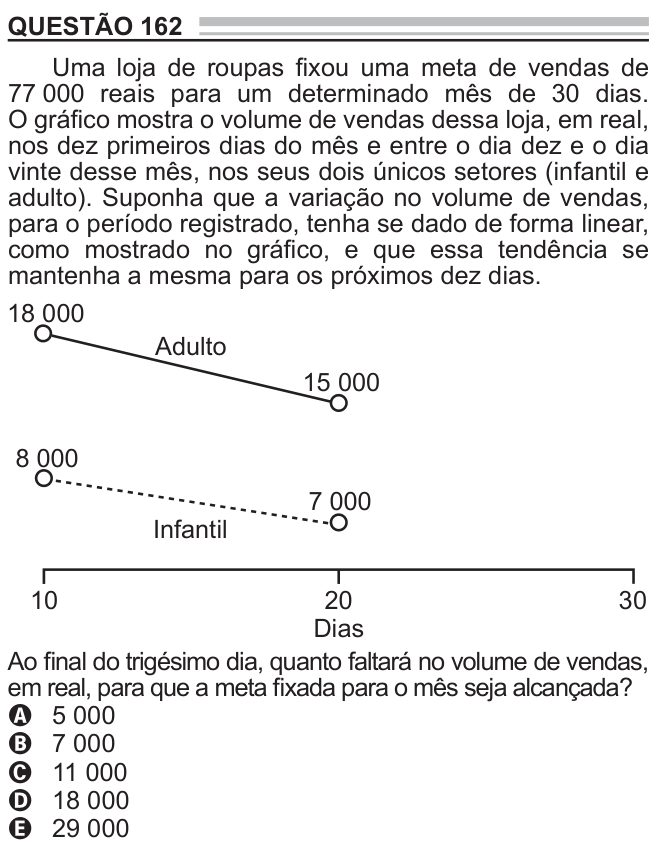 QUESTÃO 162
Uma loja de roupas fixou uma meta de vendas de
77 000 reais para um determinado mês de 30 dias.
O gráfico mostra o volume de vendas dessa loja, em real,
nos dez primeiros dias do mês e entre o dia dez e o dia
vinte desse mês, nos seus dois únicos setores (infantil e
adulto). Suponha que a variação no volume de vendas,
para o período registrado, tenha se dado de forma linear,
como mostrado no gráfico, e que essa tendência se
mantenha a mesma para os próximos dez dias.
18 000
Adulto
15 000
8 000
7 000
Infantil
10 20 30
Dias
Ao final do trigésimo dia, quanto faltará no volume de vendas,
em real, para que a meta fixada para o mês seja alcançada?
A 5 000
B 7 000
C 11 000
D 18 000
E 29 000